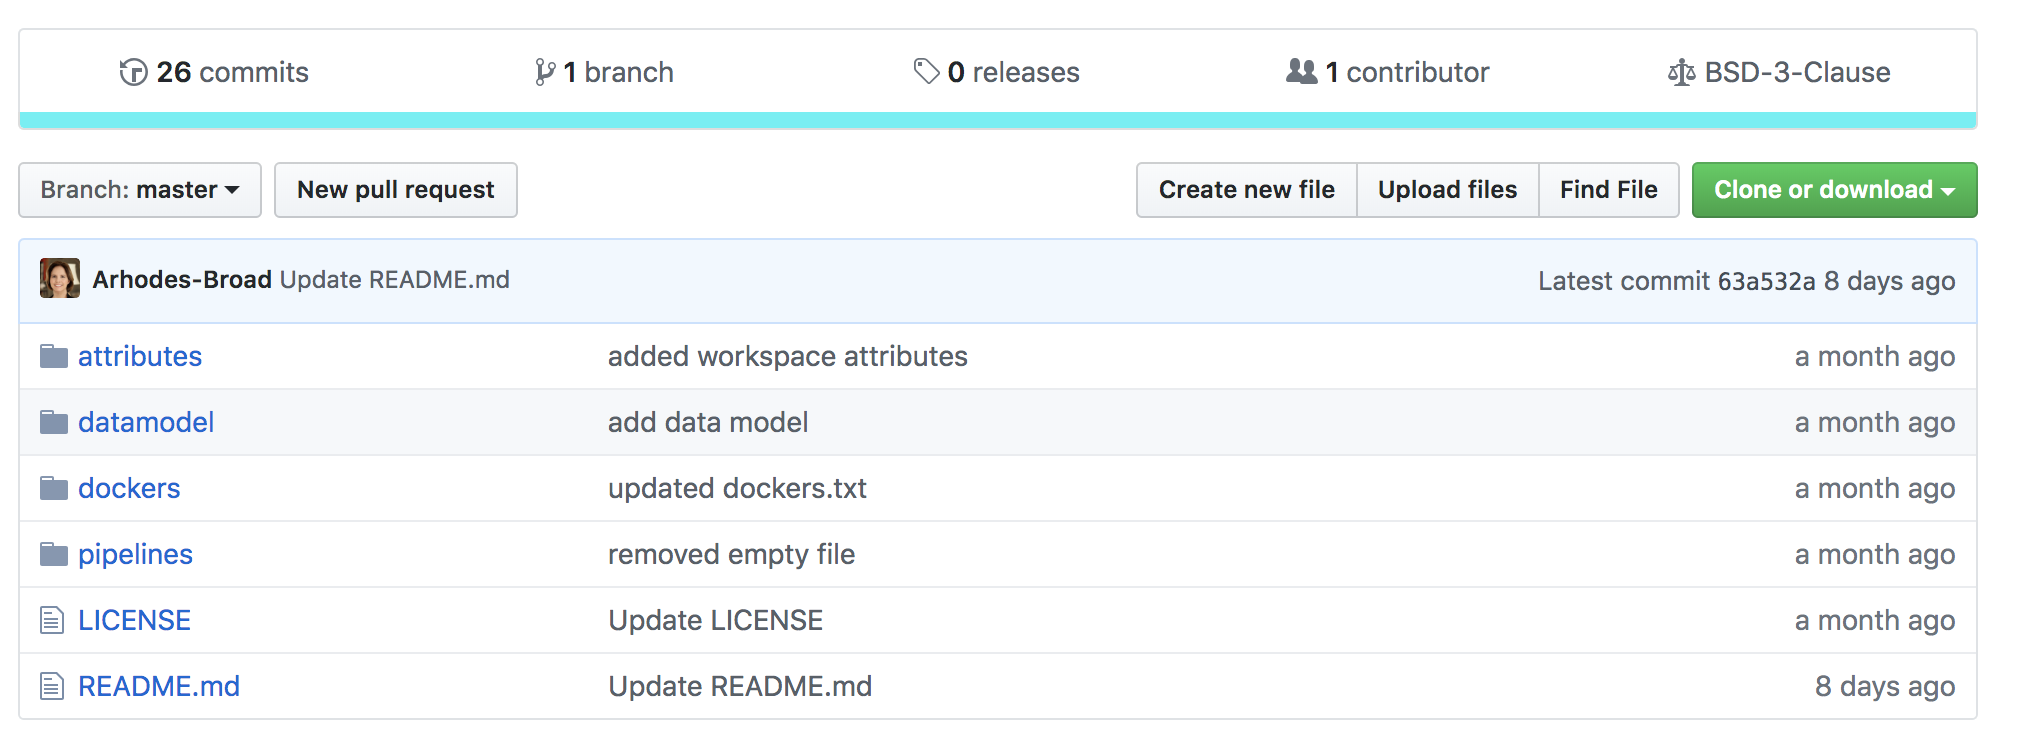 26 commits 1 branch 0 releases 1 contributor BSD-3-Clause
Branch: master New pull request Create new file Upload files Find File Clone or download
Arhodes-Broad Update README.md Latest commit 63a532a 8 days ago
attributes added workspace attributes a month ago
datamodel add data model a month ago
dockers updated dockers.txt a month ago
pipelines removed empty file a month ago
LICENSE Update LICENSE a month ago
README.md Update README.md 8 days ago